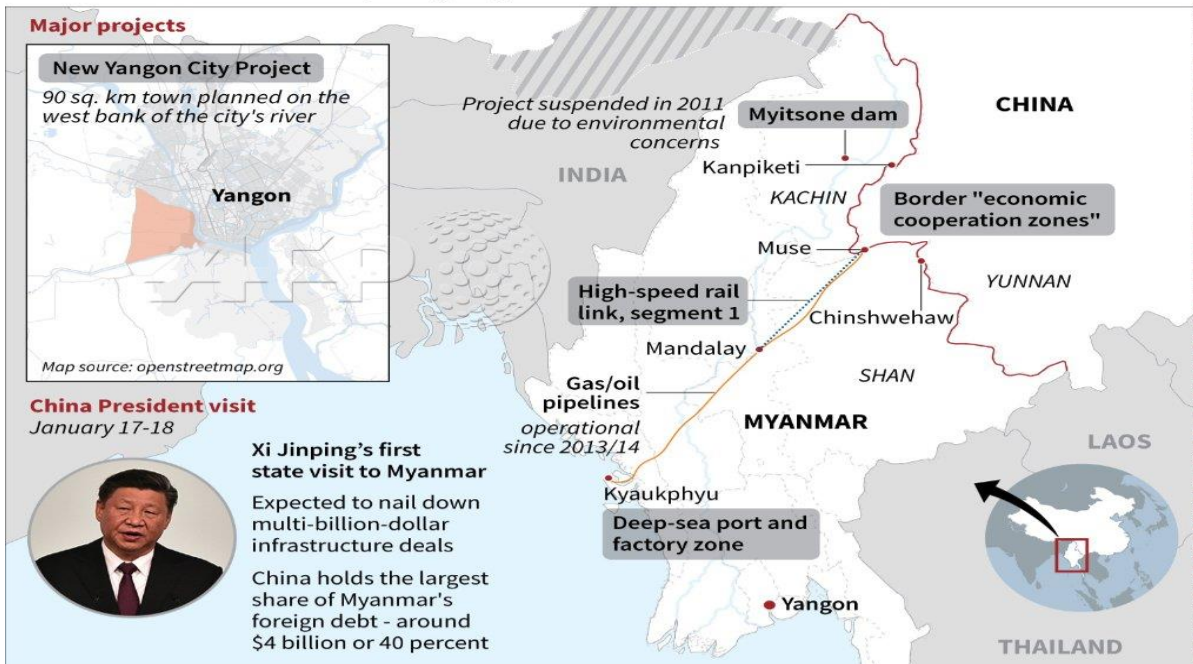 Major projects
New Yangon City Project
90 sq. km town planned on the
west bank of the city's river
Yangon
Map source: openstreetmap.org
China President visit
January 17-18
Xi Jinping’s first
state visit to Myanmar
Expected to nail down
multi-billion-dollar
infrastructure deals
China holds the largest
share of Myanmar's
foreign debt - around
$4 billion or 40 percent
Project suspended in 2011
due to environmental
concerns
Myitsone dam
CHINA
Kanpiketi
INDIA
KACHIN
Border "economic
cooperation zones"
Muse
YUNNAN
High-speed rail
link, segment 1
Chinshwehaw
Mandalay
SHAN
Gas/oil
pipelines
operational
since 2013/14
MYANMAR
LAOS
Kyaukphyu
Deep-sea port and
factory zone
Yangon
THAILAND
AFP